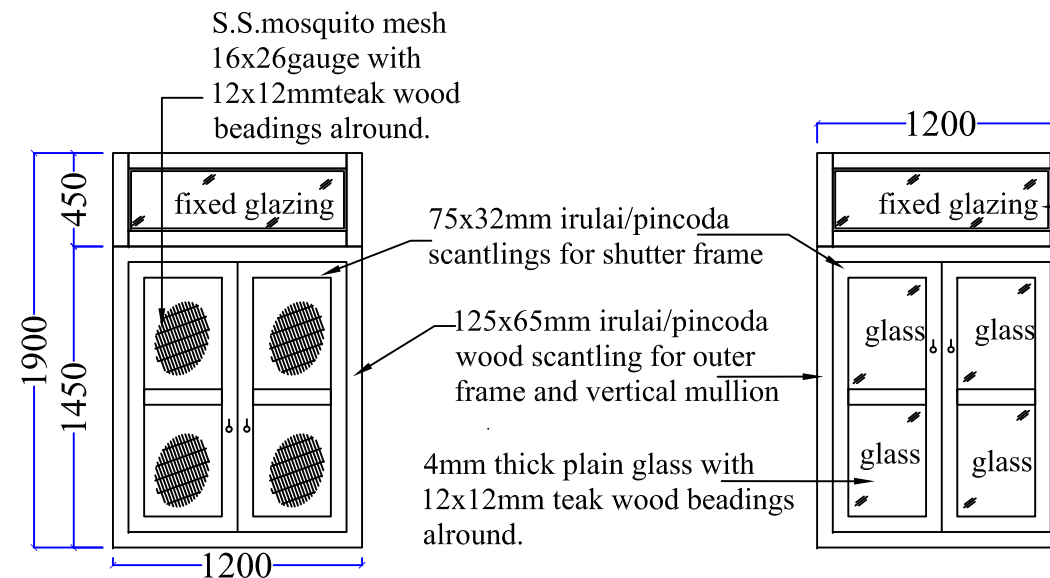 S.S.mosquito mesh
16x26gauge with
12x12mmteak wood
beadings alround.
1200
450
fixed glazing
fixed glazing
75x32mm irulai/pincoda
scantlings for shutter frame
1900
1450
125x65mm irulai/pincoda
wood scantling for outer
frame and vertical mullion
glass
glass
glass
glass
4mm thick plain glass with
12x12mm teak wood beadings
alround.
1200